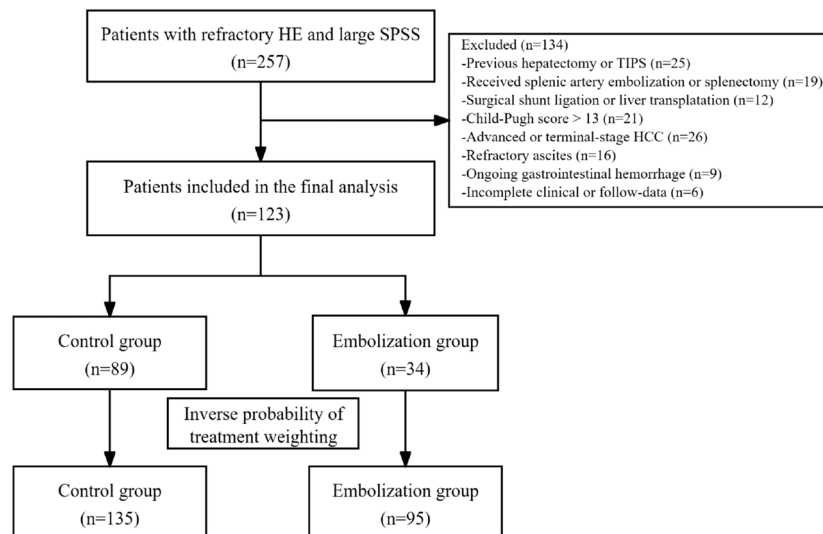 Patients with refractory HE and large SPSS
(n=257)
Excluded (n=134)
-Previous hepatectomy or TIPS (n=25)
-Received splenic artery embolization or splenectomy (n=19)
-Surgical shunt ligation or liver transplatation (n=12)
-Child-Pugh score > 13 (n=21)
-Advanced or terminal-stage HCC (n=26)
-Refractory ascites (n=16)
-Ongoing gastrointestinal hemorrhage (n=9)
-Incomplete clinical or follow-data (n=6)
Patients included in the final analysis
(n=123)
Control group
(n=89)
Embolization group
(n=34)
Inverse probability of
treatment weighting
Control group
(n=135)
Embolization group
(n=95)